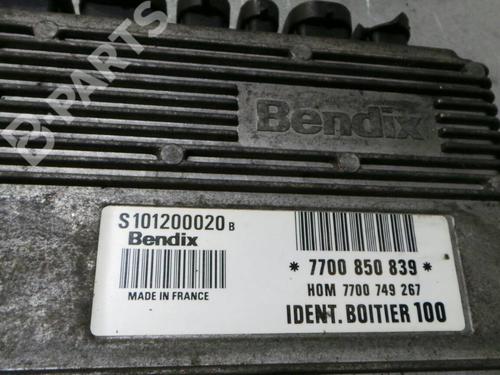 B-PARTS
Bendix
S101200020 B
Bendix
MADE IN FRANCE
* 7700 850 839 *
HOM 7700 749 267
IDENT. BOITIER 100